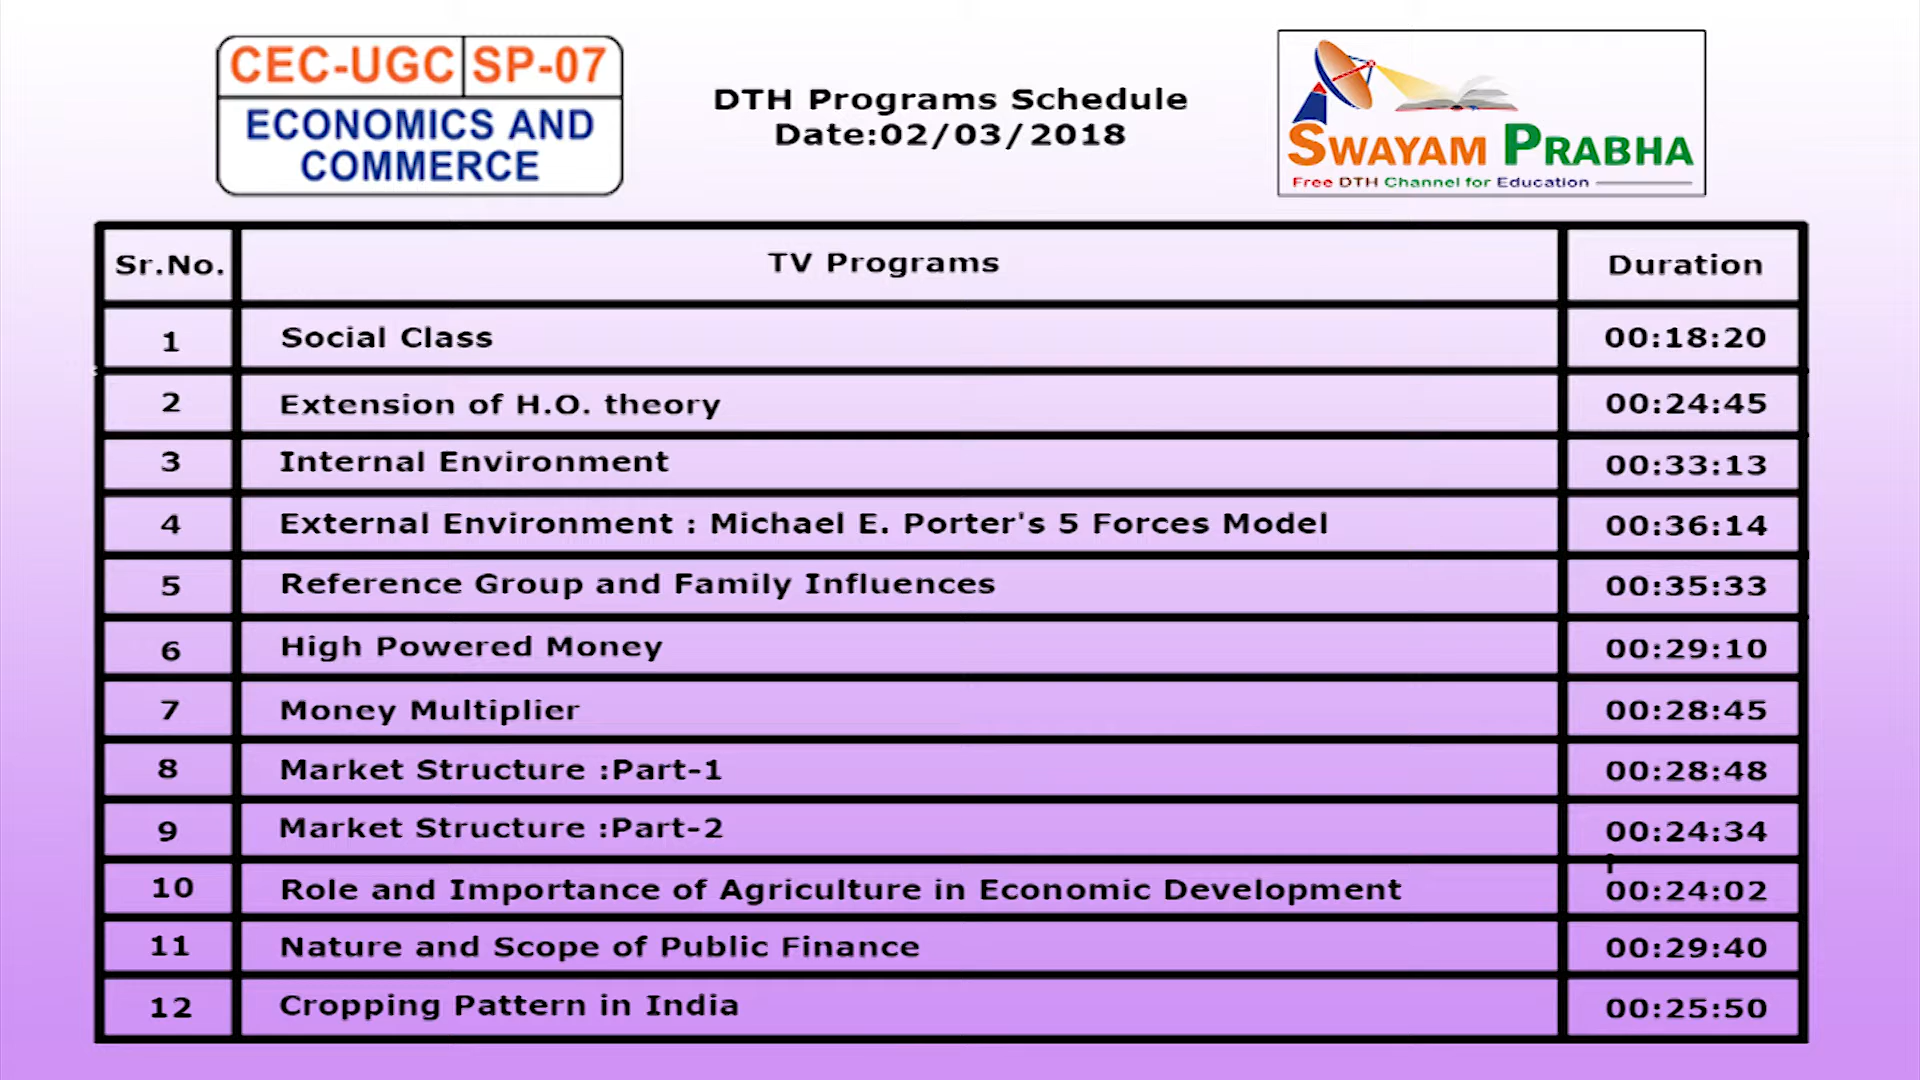 CEC-UGC SP-07
ECONOMICS AND
COMMERCE
DTH Programs Schedule
Date:02/03/2018
SWAYAM PRABHA
Free DTH Channel for Education
Sr.No. TV Programs Duration
1 Social Class 00:18:20
2 Extension of H.O. theory 00:24:45
3 Internal Environment 00:33:13
4 External Environment : Michael E. Porter's 5 Forces Model 00:36:14
5 Reference Group and Family Influences 00:35:33
6 High Powered Money 00:29:10
7 Money Multiplier 00:28:45
8 Market Structure :Part-1 00:28:48
9 Market Structure :Part-2 00:24:34
10 Role and Importance of Agriculture in Economic Development 00:24:02
11 Nature and Scope of Public Finance 00:29:40
12 Cropping Pattern in India 00:25:50